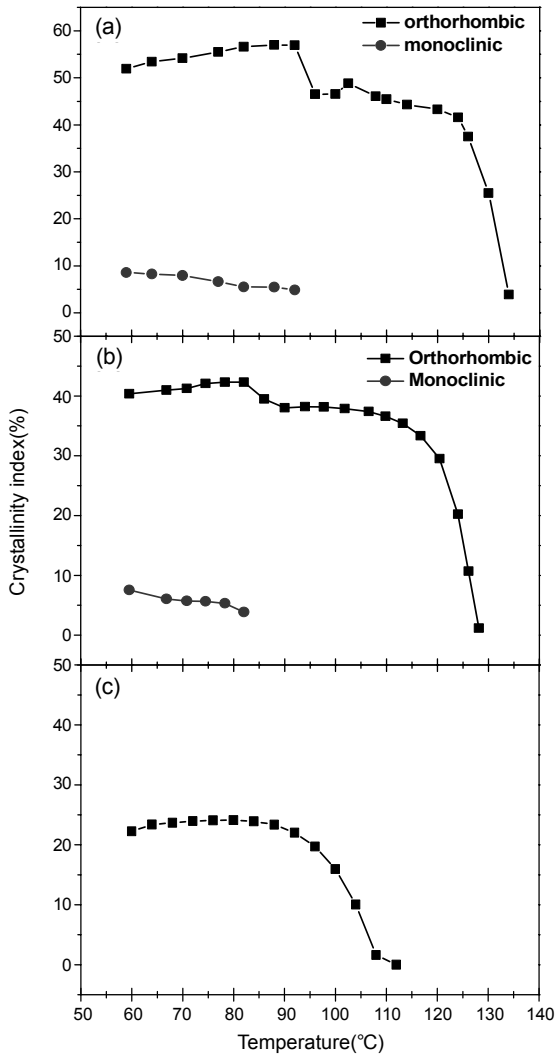 (a)
orthorhombic
monoclinic
60
50
40
30
20
10
0
50
(b)
Orthorhombic
Monoclinic
40
30
20
10
0
50
(c)
40
30
20
10
0
Crystallinity index(%)
50 60 70 80 90 100 110 120 130 140
Temperature(℃)